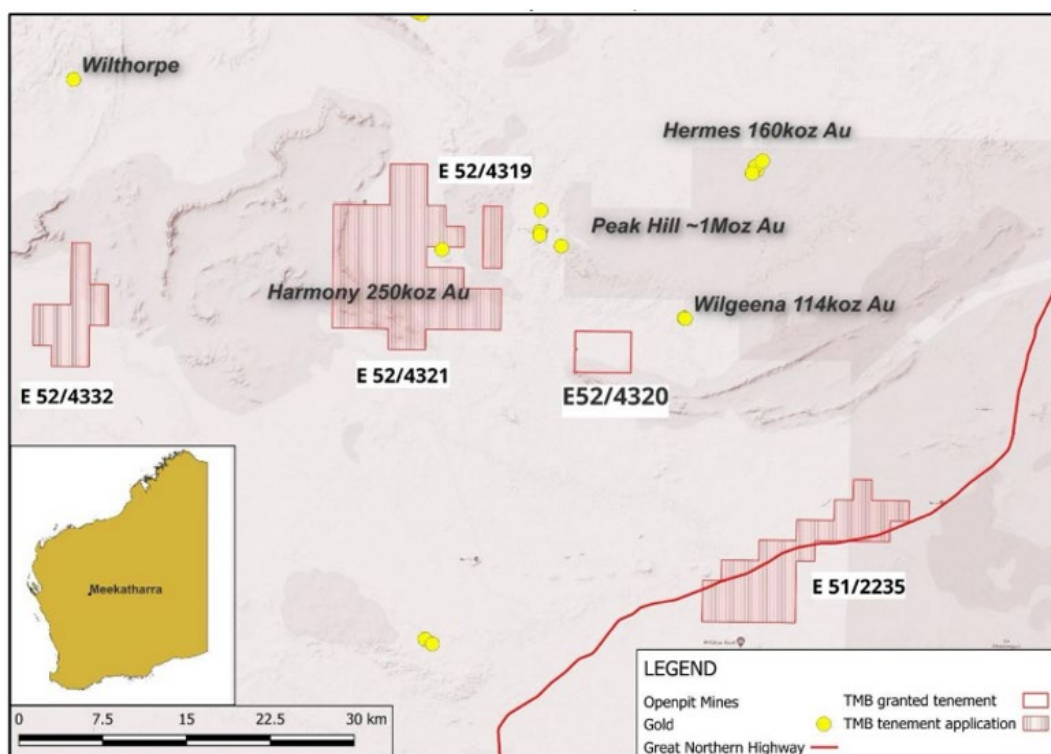 Wilthorpe
Hermes 160koz Au
E 52/4319
Peak Hill ~1Moz Au
Harmony 250koz Au
Wilgeena 114koz Au
E 52/4321
E 52/4332
E52/4320
E 51/2235
Meekatharra
0 7.5 15 22.5 30 km
LEGEND
Openpit Mines
Gold
Great Northern Highway
TMB granted tenement
TMB tenement application